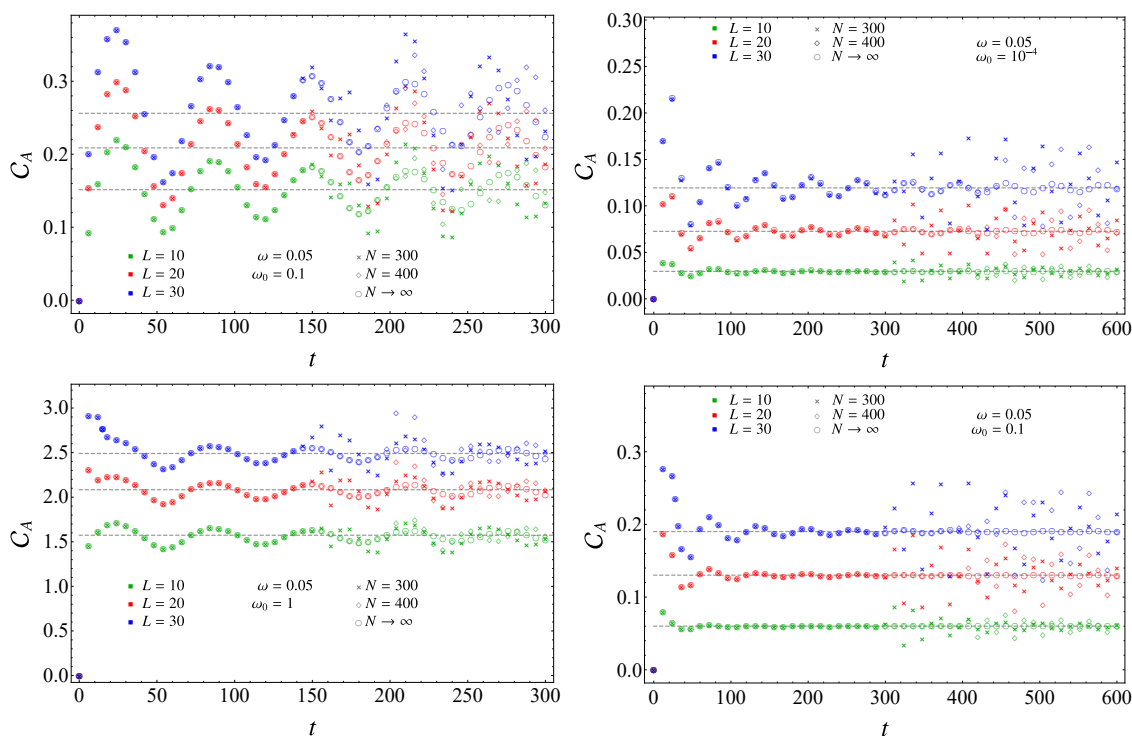 C_A
0.3
0.2
0.1
0.0
L = 10
L = 20
L = 30
ω = 0.05
ω₀ = 0.1
N = 300
N = 400
N → ∞
0 50 100 150 200 250 300
t
C_A
0.30
0.25
0.20
0.15
0.10
0.05
0.00
L = 10
L = 20
L = 30
N = 300
N = 400
N → ∞
ω = 0.05
ω₀ = 10⁻⁴
0 100 200 300 400 500 600
t
C_A
3.0
2.5
2.0
1.5
1.0
0.5
0.0
L = 10
L = 20
L = 30
ω = 0.05
ω₀ = 1
N = 300
N = 400
N → ∞
0 50 100 150 200 250 300
t
C_A
0.3
0.2
0.1
0.0
L = 10
L = 20
L = 30
N = 300
N = 400
N → ∞
ω = 0.05
ω₀ = 0.1
0 100 200 300 400 500 600
t